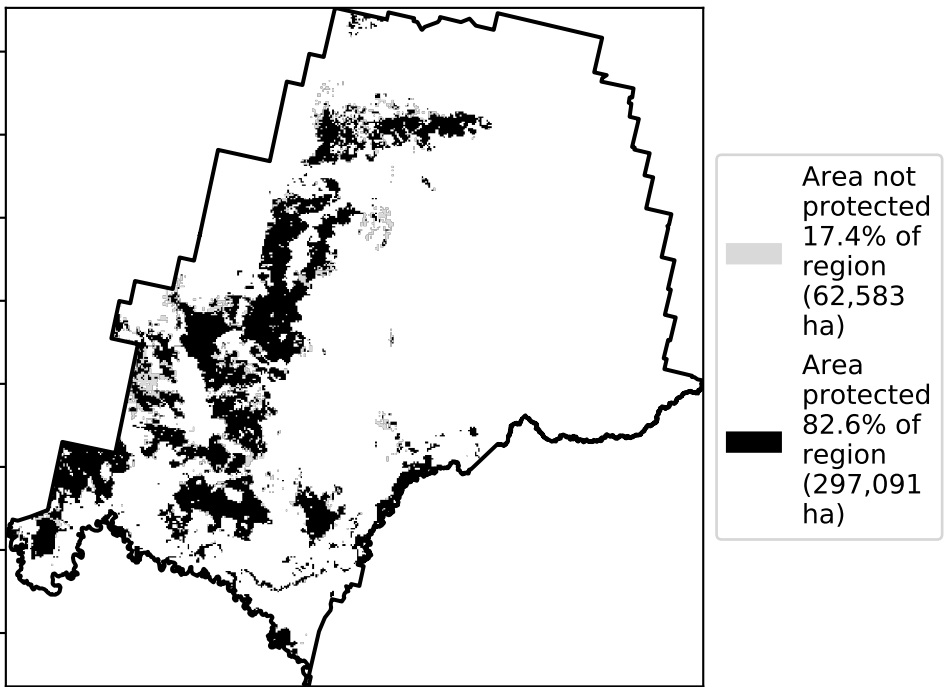 Area not
protected
17.4% of
region
(62,583
ha)
Area
protected
82.6% of
region
(297,091
ha)